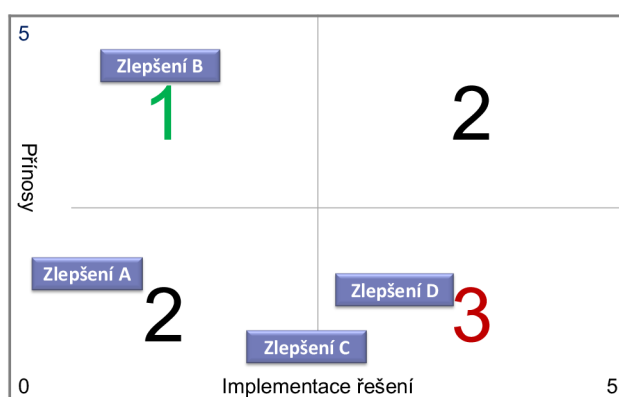 5
Zlepšení B
1
2
Přínosy
Zlepšení A
2
Zlepšení D
3
Zlepšení C
0
Implementace řešení
5